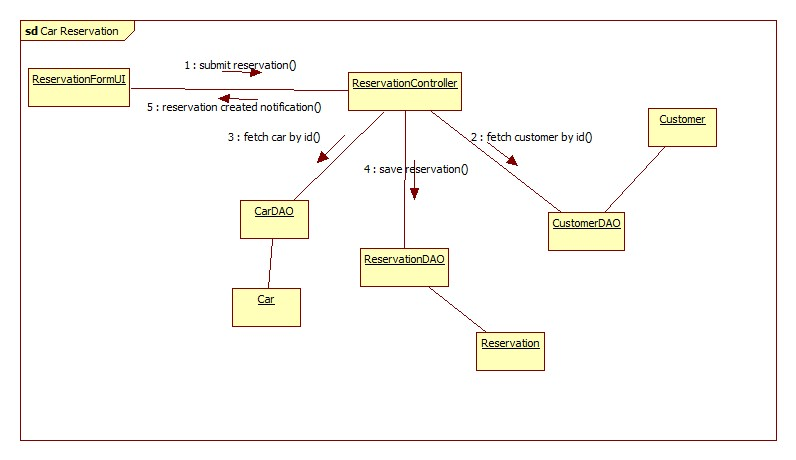 sd Car Reservation
1 : submit reservation()
ReservationFormUI
ReservationController
5 : reservation created notification()
Customer
3 : fetch car by id()
2 : fetch customer by id()
4 : save reservation()
CarDAO
CustomerDAO
ReservationDAO
Car
Reservation